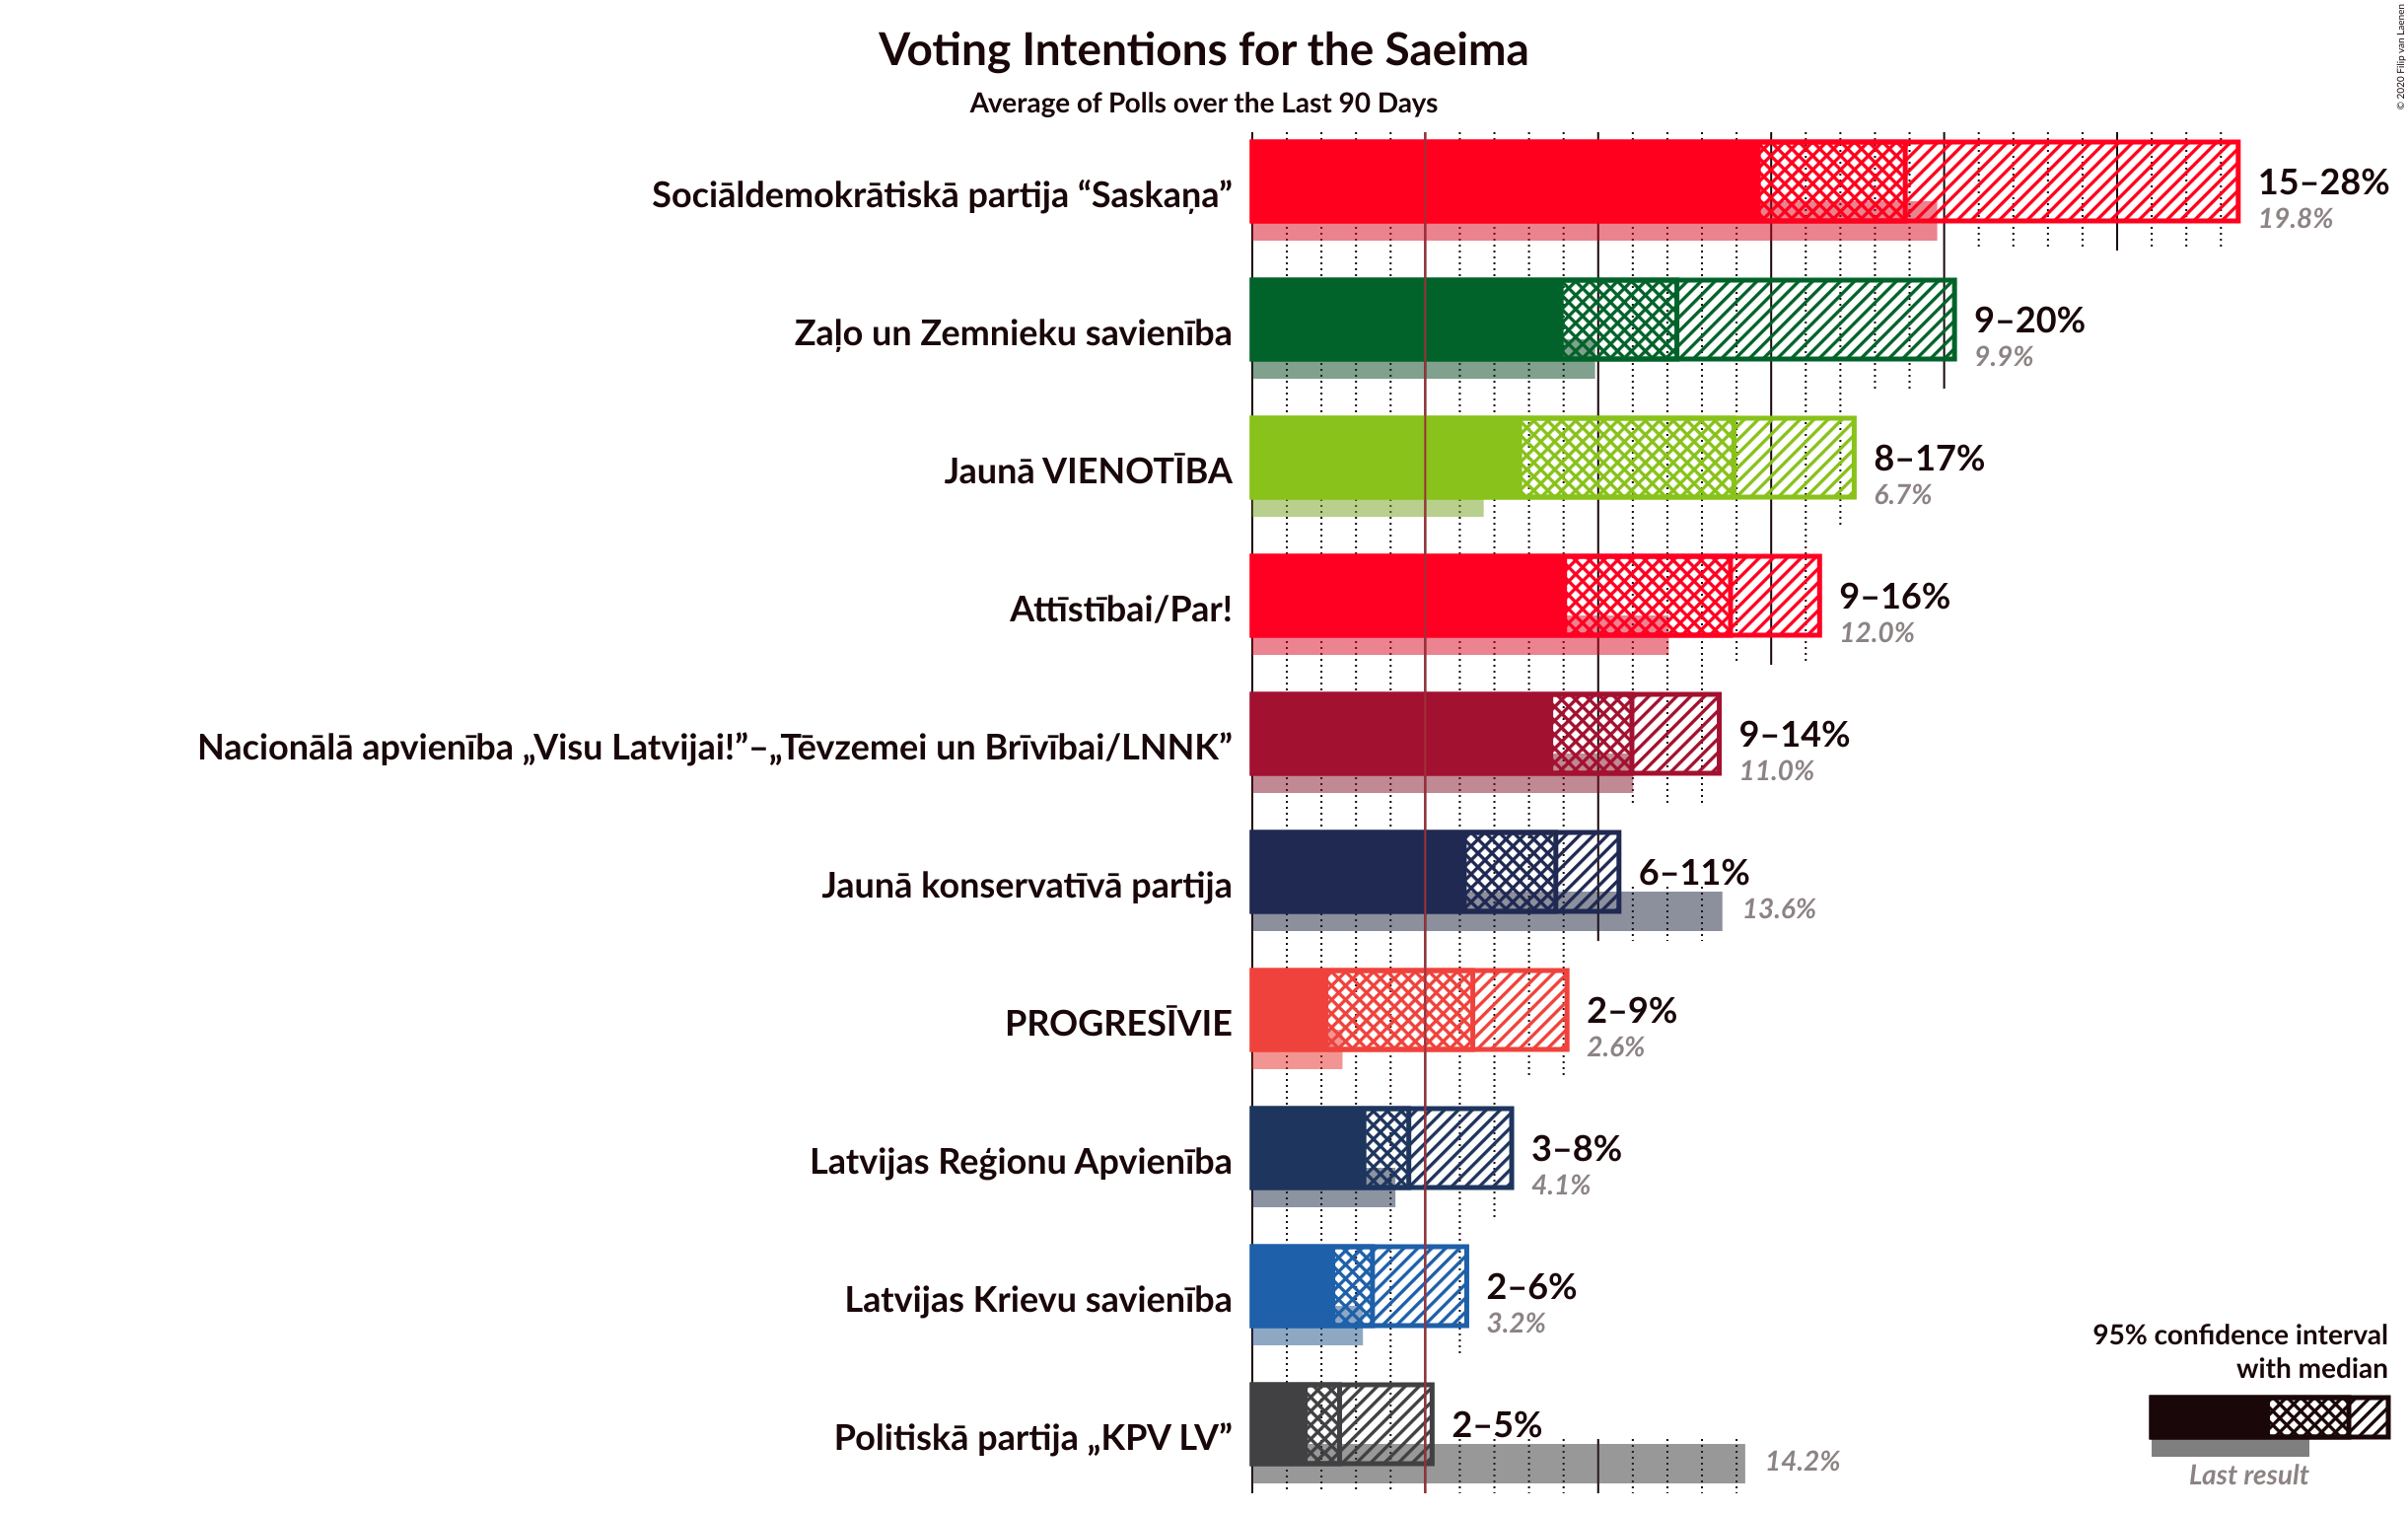 © 2020 Filip van Laenen
Voting Intentions for the Saeima
Average of Polls over the Last 90 Days
Sociāldemokrātiskā partija “Saskaņa”
15–28%
19.8%
Zaļo un Zemnieku savienība
9–20%
9.9%
Jaunā VIENOTĪBA
8–17%
6.7%
Attīstībai/Par!
9–16%
12.0%
Nacionālā apvienība „Visu Latvijai!”–„Tēvzemei un Brīvībai/LNNK”
9–14%
11.0%
Jaunā konservatīvā partija
6–11%
13.6%
PROGRESĪVIE
2–9%
2.6%
Latvijas Reģionu Apvienība
3–8%
4.1%
Latvijas Krievu savienība
2–6%
3.2%
Politiskā partija „KPV LV”
2–5%
14.2%
95% confidence interval
with median
Last result